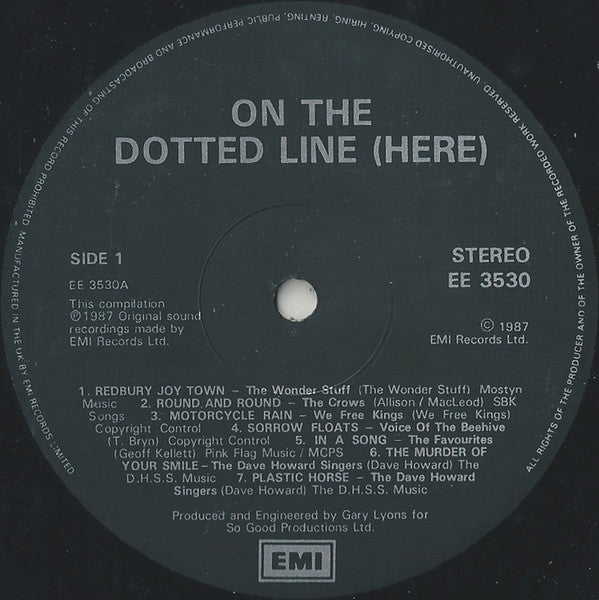 ON THE
DOTTED LINE (HERE)
SIDE 1
EE 3530A
This compilation
℗1987 Original sound
recordings made by
EMI Records Ltd.
STEREO
EE 3530
© 1987
EMI Records Ltd.
1. REDBURY JOY TOWN – The Wonder Stuff (The Wonder Stuff) Mostyn
Music 2. ROUND AND ROUND – The Crows (Allison / MacLeod) SBK
Songs 3. MOTORCYCLE RAIN – We Free Kings (We Free Kings)
Copyright Control 4. SORROW FLOATS – Voice Of The Beehive
(T. Bryn) Copyright Control 5. IN A SONG – The Favourites
(Geoff Kellett) Pink Flag Music / MCPS 6. THE MURDER OF
YOUR SMILE – The Dave Howard Singers (Dave Howard) The
D.H.S.S. Music 7. PLASTIC HORSE – The Dave Howard
Singers (Dave Howard) The D.H.S.S. Music
Produced and Engineered by Gary Lyons for
So Good Productions Ltd.
EMI
ALL RIGHTS OF THE PRODUCER AND OF THE OWNER OF THE RECORDED WORK RESERVED. UNAUTHORISED COPYING, HIRING, RENTING, PUBLIC PERFORMANCE AND BROADCASTING OF THIS RECORD PROHIBITED. MANUFACTURED IN THE UK BY EMI RECORDS LIMITED